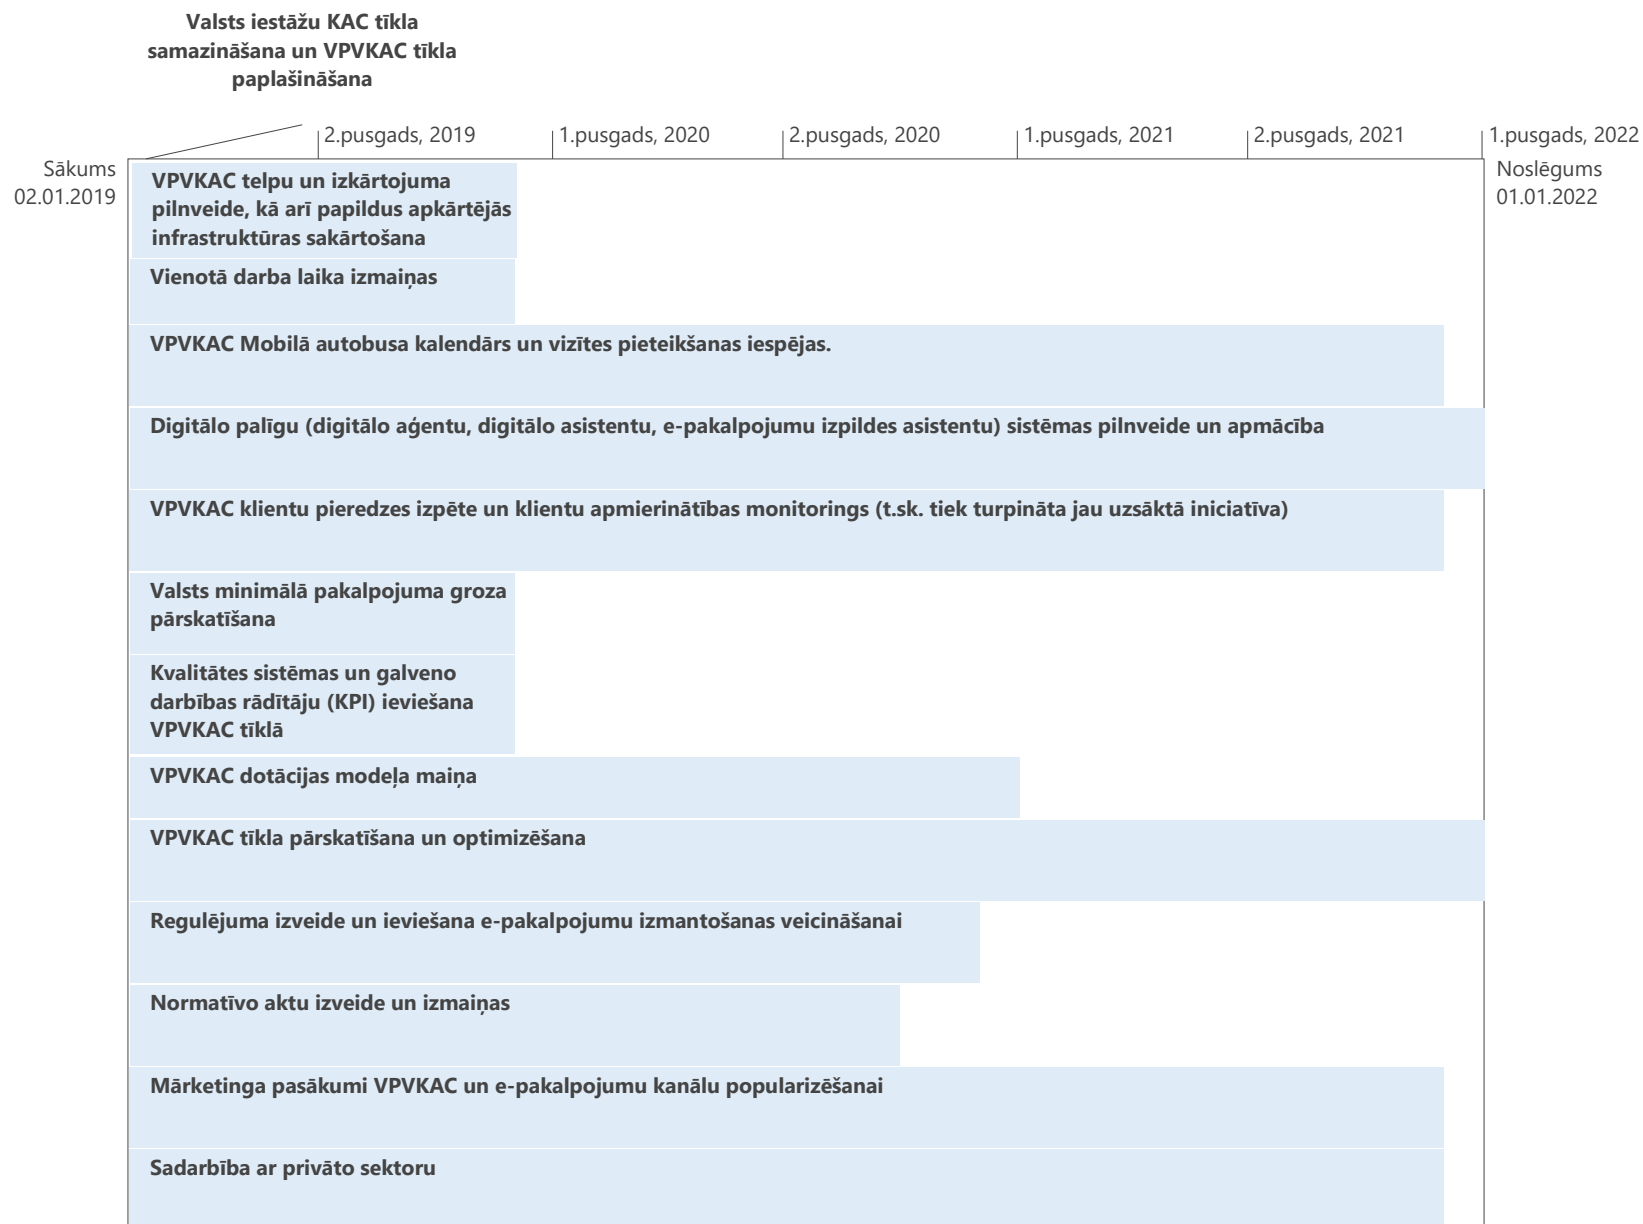 Valsts iestāžu KAC tīkla
samazināšana un VPVKAC tīkla
paplašināšana
2.pusgads, 2019
1.pusgads, 2020
2.pusgads, 2020
1.pusgads, 2021
2.pusgads, 2021
1.pusgads, 2022
Sākums
02.01.2019
Noslēgums
01.01.2022
VPVKAC telpu un izkārtojuma
pilnveide, kā arī papildus apkārtējās
infrastruktūras sakārtošana
Vienotā darba laika izmaiņas
VPVKAC Mobilā autobusa kalendārs un vizītes pieteikšanas iespējas.
Digitālo palīgu (digitālo aģentu, digitālo asistentu, e-pakalpojumu izpildes asistentu) sistēmas pilnveide un apmācība
VPVKAC klientu pieredzes izpēte un klientu apmierinātības monitorings (t.sk. tiek turpināta jau uzsāktā iniciatīva)
Valsts minimālā pakalpojuma groza
pārskatīšana
Kvalitātes sistēmas un galveno
darbības rādītāju (KPI) ieviešana
VPVKAC tīklā
VPVKAC dotācijas modeļa maiņa
VPVKAC tīkla pārskatīšana un optimizēšana
Regulējuma izveide un ieviešana e-pakalpojumu izmantošanas veicināšanai
Normatīvo aktu izveide un izmaiņas
Mārketinga pasākumi VPVKAC un e-pakalpojumu kanālu popularizēšanai
Sadarbība ar privāto sektoru